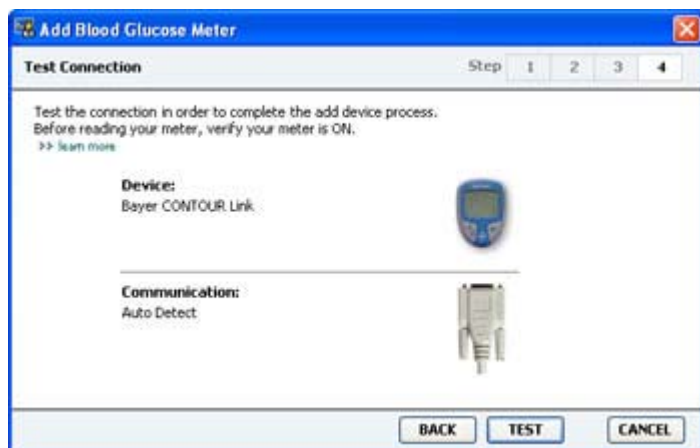 Add Blood Glucose Meter
Test Connection Step 1 2 3 4
Test the connection in order to complete the add device process.
Before reading your meter, verify your meter is ON.
>> learn more
Device:
Bayer CONTOUR Link
Communication:
Auto Detect
BACK TEST CANCEL